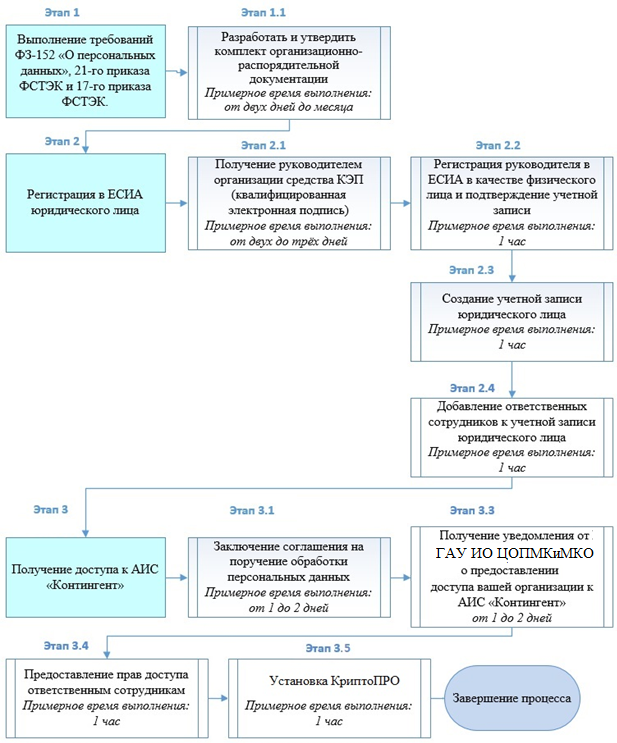 Этап 1
Выполнение требований
ФЗ-152 «О персональных
данных», 21-го приказа
ФСТЭК и 17-го приказа
ФСТЭК.
Этап 1.1
Разработать и утвердить
комплект организационно-
распорядительной
документации
Примерное время выполнения:
от двух дней до месяца
Этап 2
Регистрация в ЕСИА
юридического лица
Этап 2.1
Получение руководителем
организации средства КЭП
(квалифицированная
электронная подпись)
Примерное время выполнения:
от двух до трёх дней
Этап 2.2
Регистрация руководителя в
ЕСИА в качестве физического
лица и подтверждение учетной
записи
Примерное время выполнения:
1 час
Этап 2.3
Создание учетной записи
юридического лица
Примерное время выполнения:
1 час
Этап 2.4
Добавление ответственных
сотрудников к учетной записи
юридического лица
Примерное время выполнения:
1 час
Этап 3
Получение доступа к АИС
«Контингент»
Этап 3.1
Заключение соглашения на
поручение обработки
персональных данных
Примерное время выполнения:
от 1 до 2 дней
Этап 3.3
Получение уведомления от
ГАУ ИО ЦОПМКиМКО
о предоставлении
доступа вашей организации к
АИС «Контингент»
от 1 до 2 дней
Этап 3.4
Предоставление прав доступа
ответственным сотрудникам
Примерное время выполнения:
1 час
Этап 3.5
Установка КриптоПРО
Примерное время выполнения:
1 час
Завершение процесса